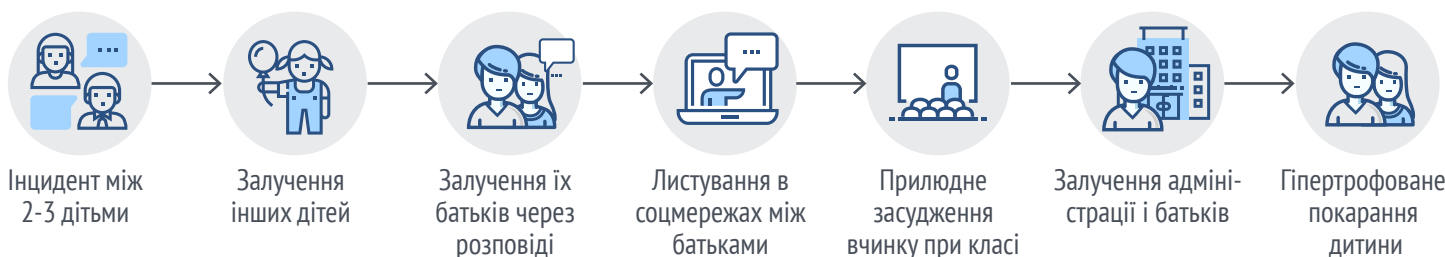 Інцидент між
2-3 дітьми
Залучення
інших дітей
Залучення їх
батьків через
розповіді
Листування в
соцмережах між
батьками
Прилюдне
засудження
вчинку при класі
Залучення адміні-
страції і батьків
Гіпертрофоване
покарання
дитини